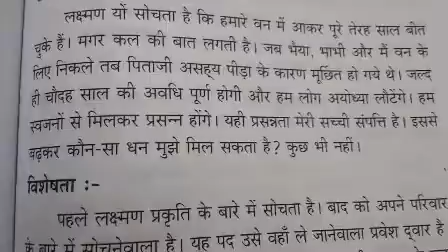 लक्ष्मण यों सोचता है कि हमारे वन में आकर पूरे तेरह साल बीत
चुके हैं। मगर कल की बात लगती है। जब भैया, भाभी और मैं वन के
लिए निकले तब पिताजी असह्य पीड़ा के कारण मूर्छित हो गये थे। जल्द
ही चौदह साल की अवधि पूर्ण होगी और हम लोग अयोध्या लौटेंगे। हम
स्वजनों से मिलकर प्रसन्न होंगे। यही प्रसन्नता मेरी सच्ची संपत्ति है। इससे
बढ़कर कौन-सा धन मुझे मिल सकता है? कुछ भी नहीं।
विशेषता :-
पहले लक्ष्मण प्रकृति के बारे में सोचता है। बाद को अपने परिवार
के बारे में सोचनेवाला है। यह पद उसे वहाँ ले जानेवाला प्रवेश दुवार है